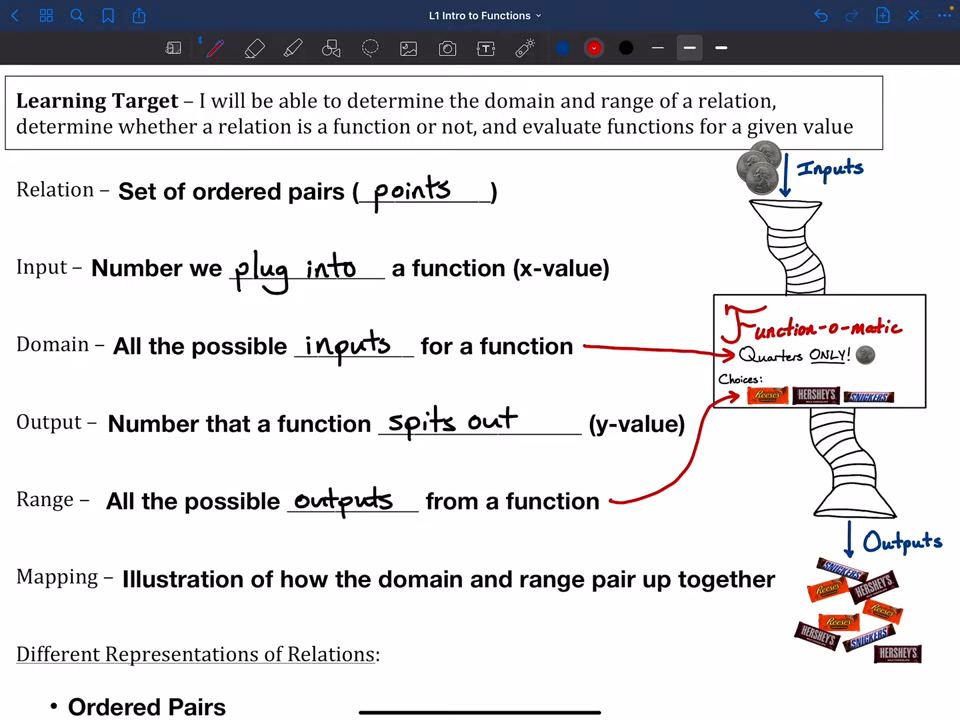 L1 Intro to Functions
Learning Target – I will be able to determine the domain and range of a relation,
determine whether a relation is a function or not, and evaluate functions for a given value
Inputs
Relation – Set of ordered pairs (points)
Input – Number we plug into a function (x-value)
Function-o-matic
Domain – All the possible inputs for a function
Quarters ONLY!
Choices:
Reese's HERSHEY'S SNICKERS
Output – Number that a function spits out (y-value)
Range – All the possible outputs from a function
Outputs
Mapping – Illustration of how the domain and range pair up together
SNICKERS
Reese's HERSHEY'S
Reese's
Reese's
HERSHEY'S SNICKERS
HERSHEY'S
Different Representations of Relations:
• Ordered Pairs